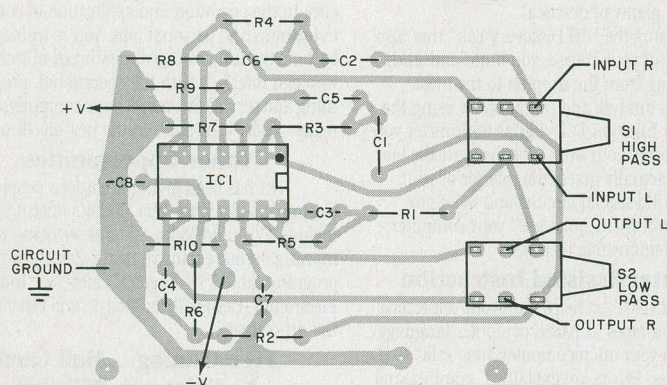 R4
R8
C6
C2
INPUT R
R9
C5
+V
R7
R3
S1
HIGH
PASS
C1
C8
IC1
INPUT L
C3
R1
OUTPUT L
R10
R5
CIRCUIT
GROUND
S2
LOW
PASS
C4
C7
R6
OUTPUT R
R2
-V